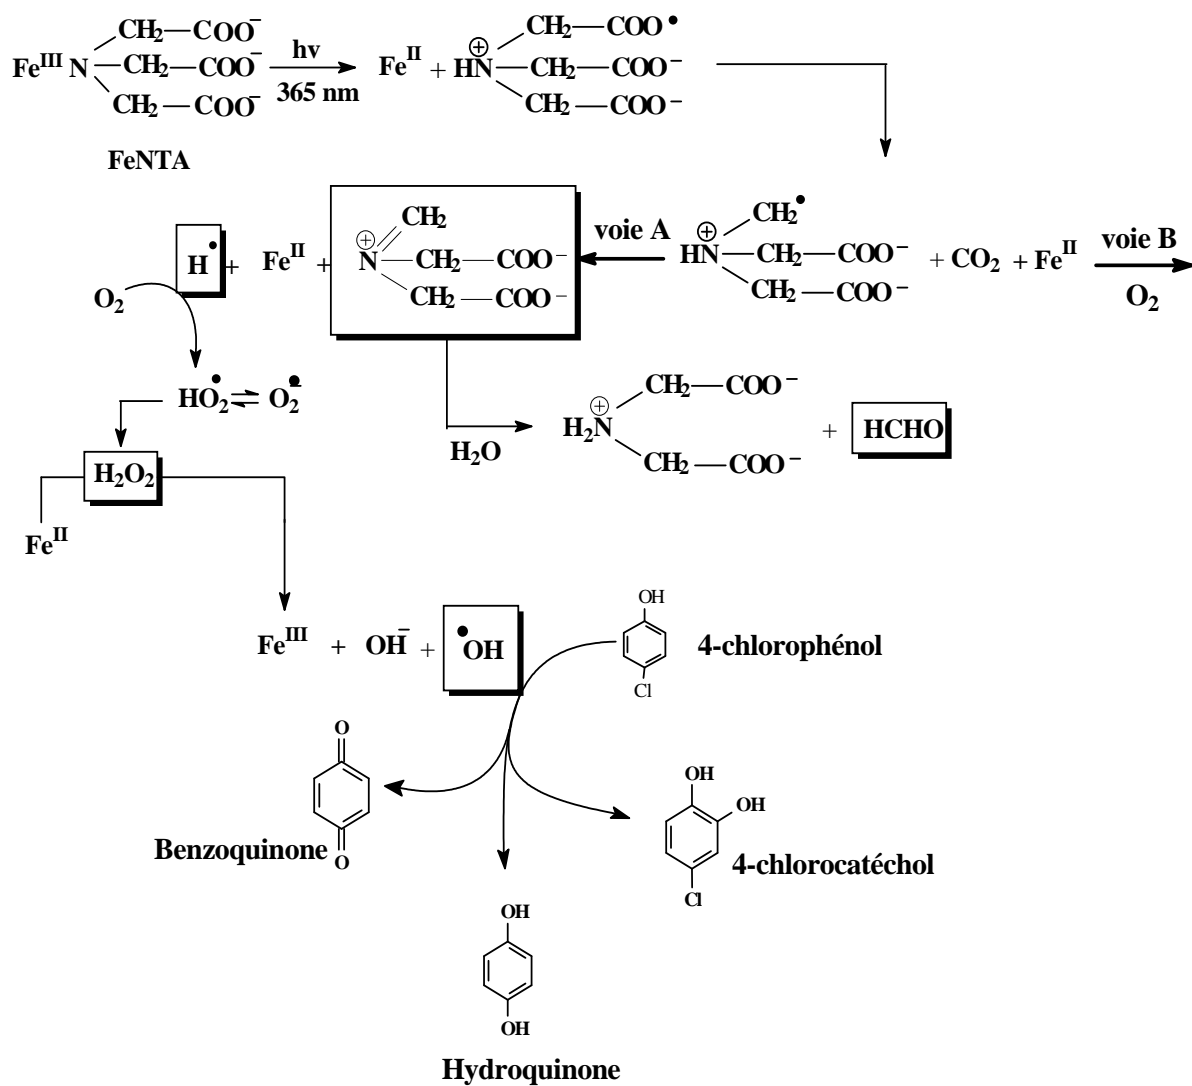 Fe^III N CH2—COO^− CH2—COO^− CH2—COO^− hν 365 nm Fe^II + HN⊕ CH2—COO• CH2—COO^− CH2—COO^−
FeNTA
H• + Fe^II + N⊕ CH2 CH2—COO^− CH2—COO^− voie A HN⊕ CH2• CH2—COO^− CH2—COO^− + CO2 + Fe^II voie B O2
O2
HO2• ⇌ O2•^−
H2O H2N⊕ CH2—COO^− CH2—COO^− + HCHO
H2O2
Fe^II
Fe^III + OH^− + •OH
OH
Cl
4-chlorophénol
O
O
Benzoquinone
OH
OH
Cl
4-chlorocatéchol
OH
OH
Hydroquinone